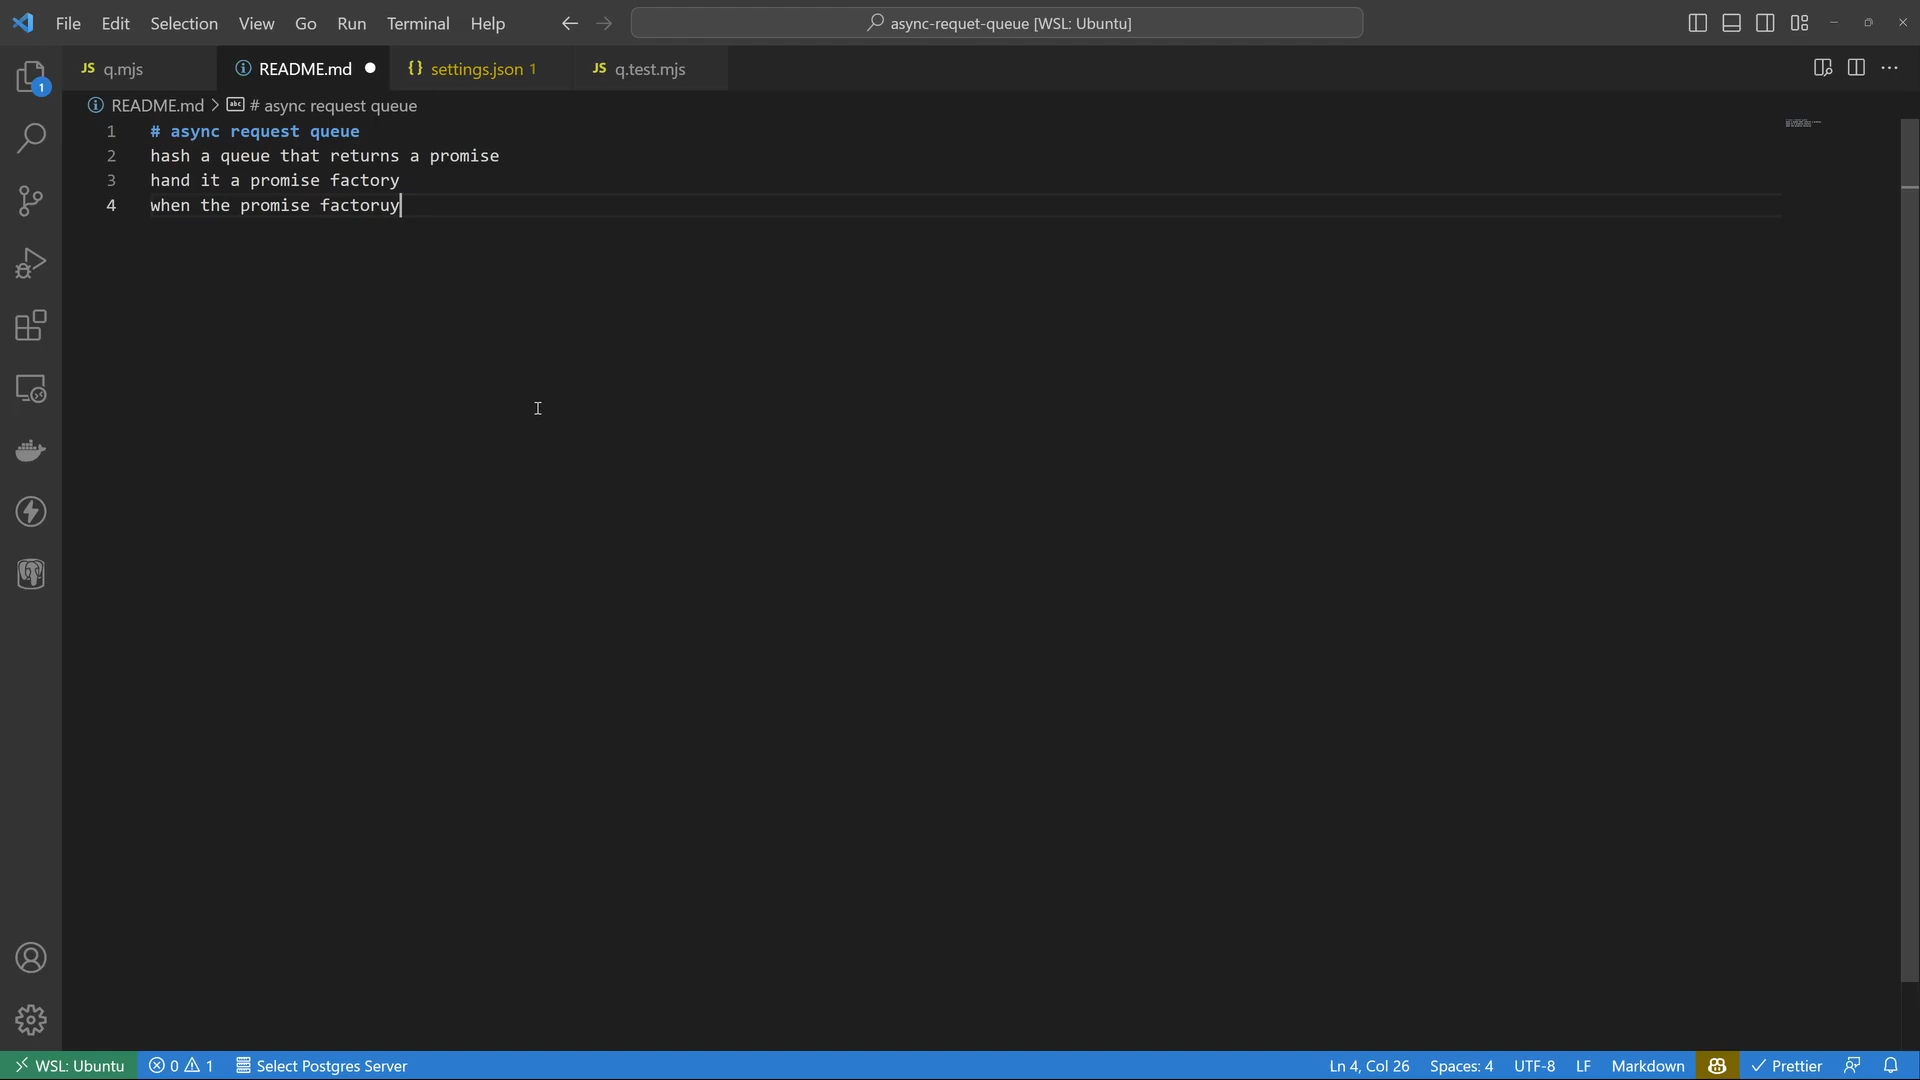 File Edit Selection View Go Run Terminal Help
async-requet-queue [WSL: Ubuntu]
JS q.mjs
README.md
{} settings.json 1
JS q.test.mjs
README.md > # async request queue
1 # async request queue
2 hash a queue that returns a promise
3 hand it a promise factory
4 when the promise factoruy
1
WSL: Ubuntu 0 1 Select Postgres Server
Ln 4, Col 26 Spaces: 4 UTF-8 LF Markdown Prettier